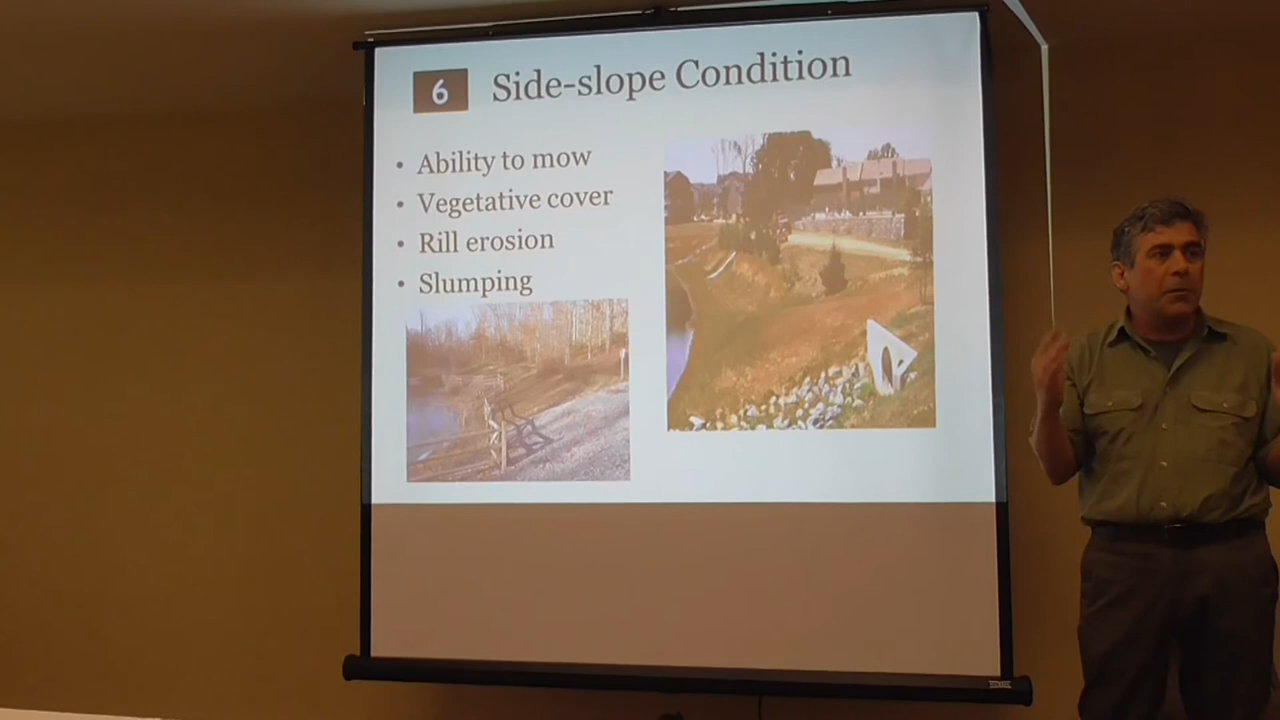 6 Side-slope Condition
• Ability to mow
• Vegetative cover
• Rill erosion
• Slumping